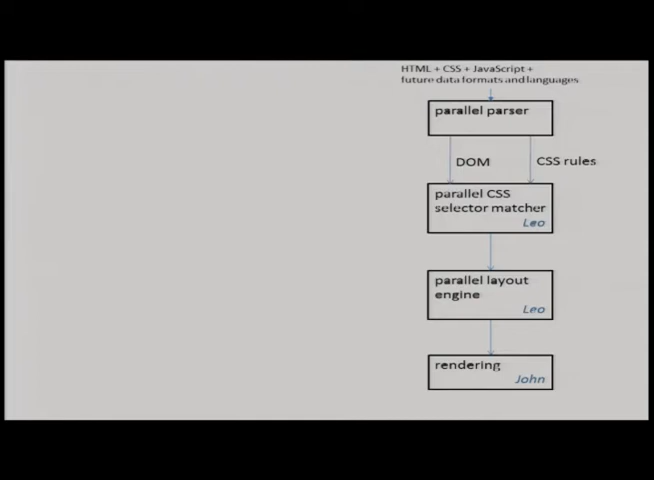 HTML + CSS + JavaScript +
future data formats and languages
parallel parser
DOM
CSS rules
parallel CSS
selector matcher
Leo
parallel layout
engine
Leo
rendering
John